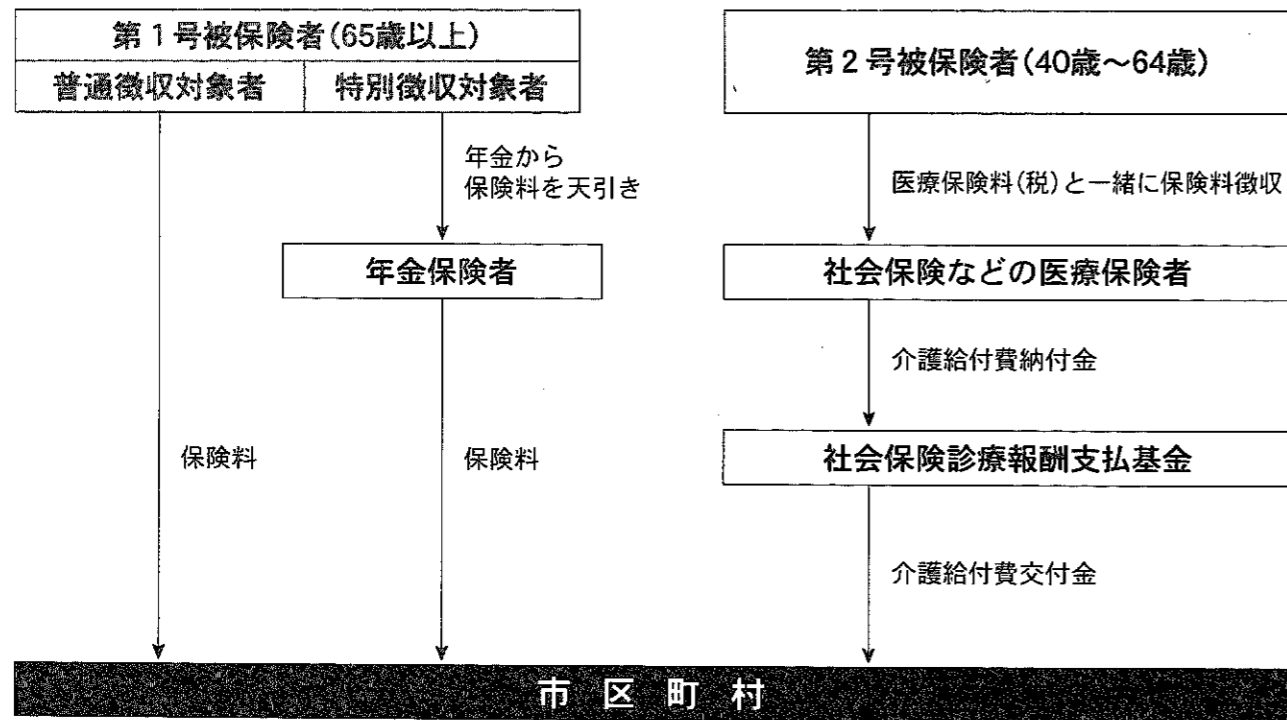 第1号被保険者(65歳以上)
普通徴収対象者
特別徴収対象者
年金から
保険料を天引き
年金保険者
保険料
保険料
第2号被保険者(40歳～64歳)
医療保険料(税)と一緒に保険料徴収
社会保険などの医療保険者
介護給付費納付金
社会保険診療報酬支払基金
介護給付費交付金
市区町村